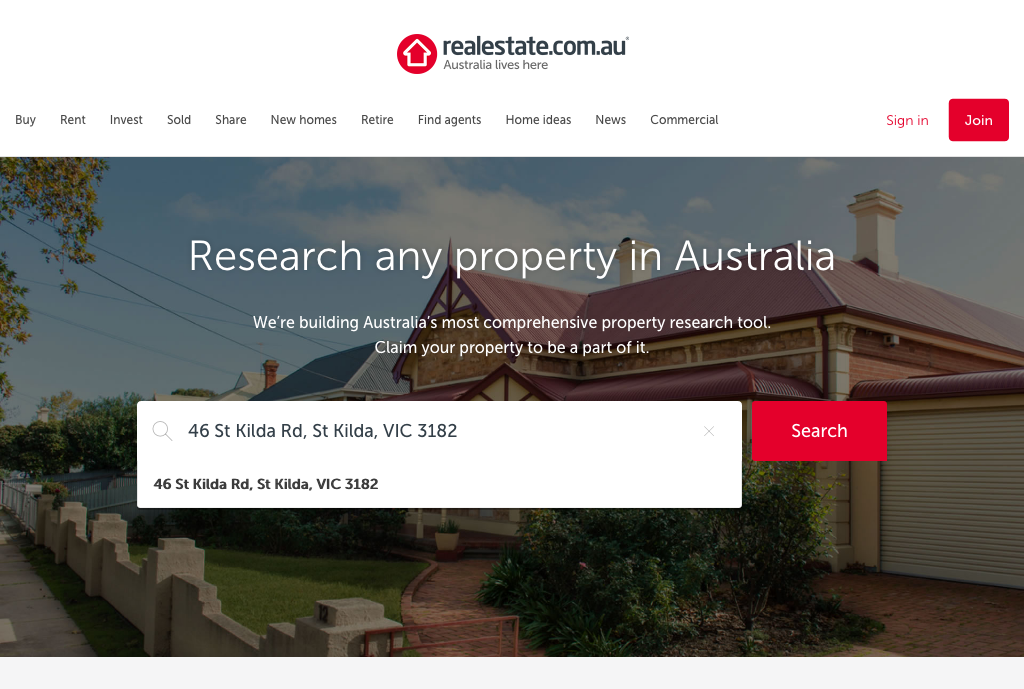 realestate.com.au
Australia lives here
Buy Rent Invest Sold Share New homes Retire Find agents Home ideas News Commercial Sign in Join
Research any property in Australia
We're building Australia's most comprehensive property research tool.
Claim your property to be a part of it.
46 St Kilda Rd, St Kilda, VIC 3182 Search
46 St Kilda Rd, St Kilda, VIC 3182